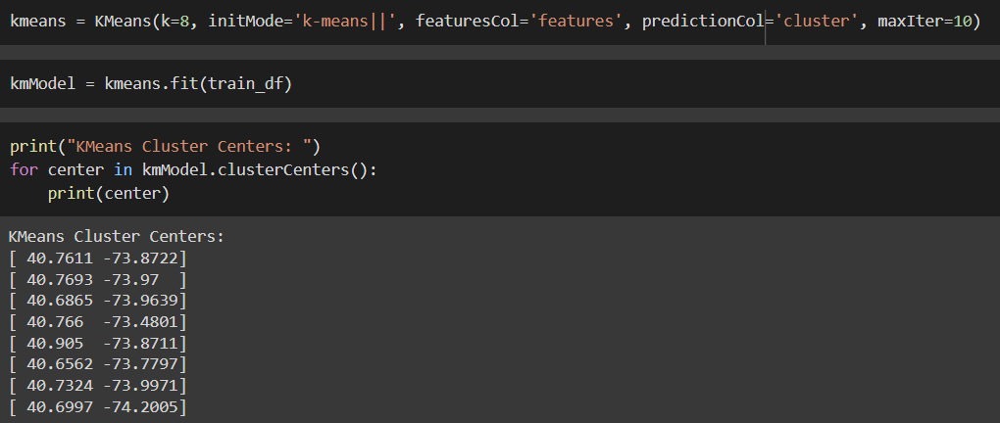 kmeans = KMeans(k=8, initMode='k-means||', featuresCol='features', predictionCol='cluster', maxIter=10)
kmModel = kmeans.fit(train_df)
print("KMeans Cluster Centers: ")
for center in kmModel.clusterCenters():
    print(center)
KMeans Cluster Centers:
[ 40.7611 -73.8722]
[ 40.7693 -73.97  ]
[ 40.6865 -73.9639]
[ 40.766  -73.4801]
[ 40.905  -73.8711]
[ 40.6562 -73.7797]
[ 40.7324 -73.9971]
[ 40.6997 -74.2005]